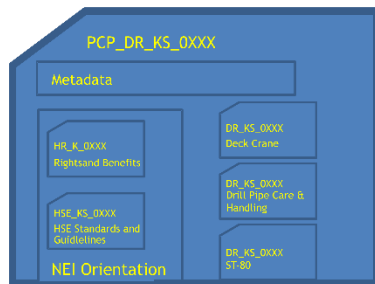 PCP_DR_KS_0XXX
Metadata
HR_K_0XXX
Rightsand Benefits
HSE_KS_0XXX
HSE Standards and
Guidlelines
NEI Orientation
DR_KS_0XXX
Deck Crane
DR_KS_0XXX
Drill Pipe Care &
Handling
DR_KS_0XXX
ST-80